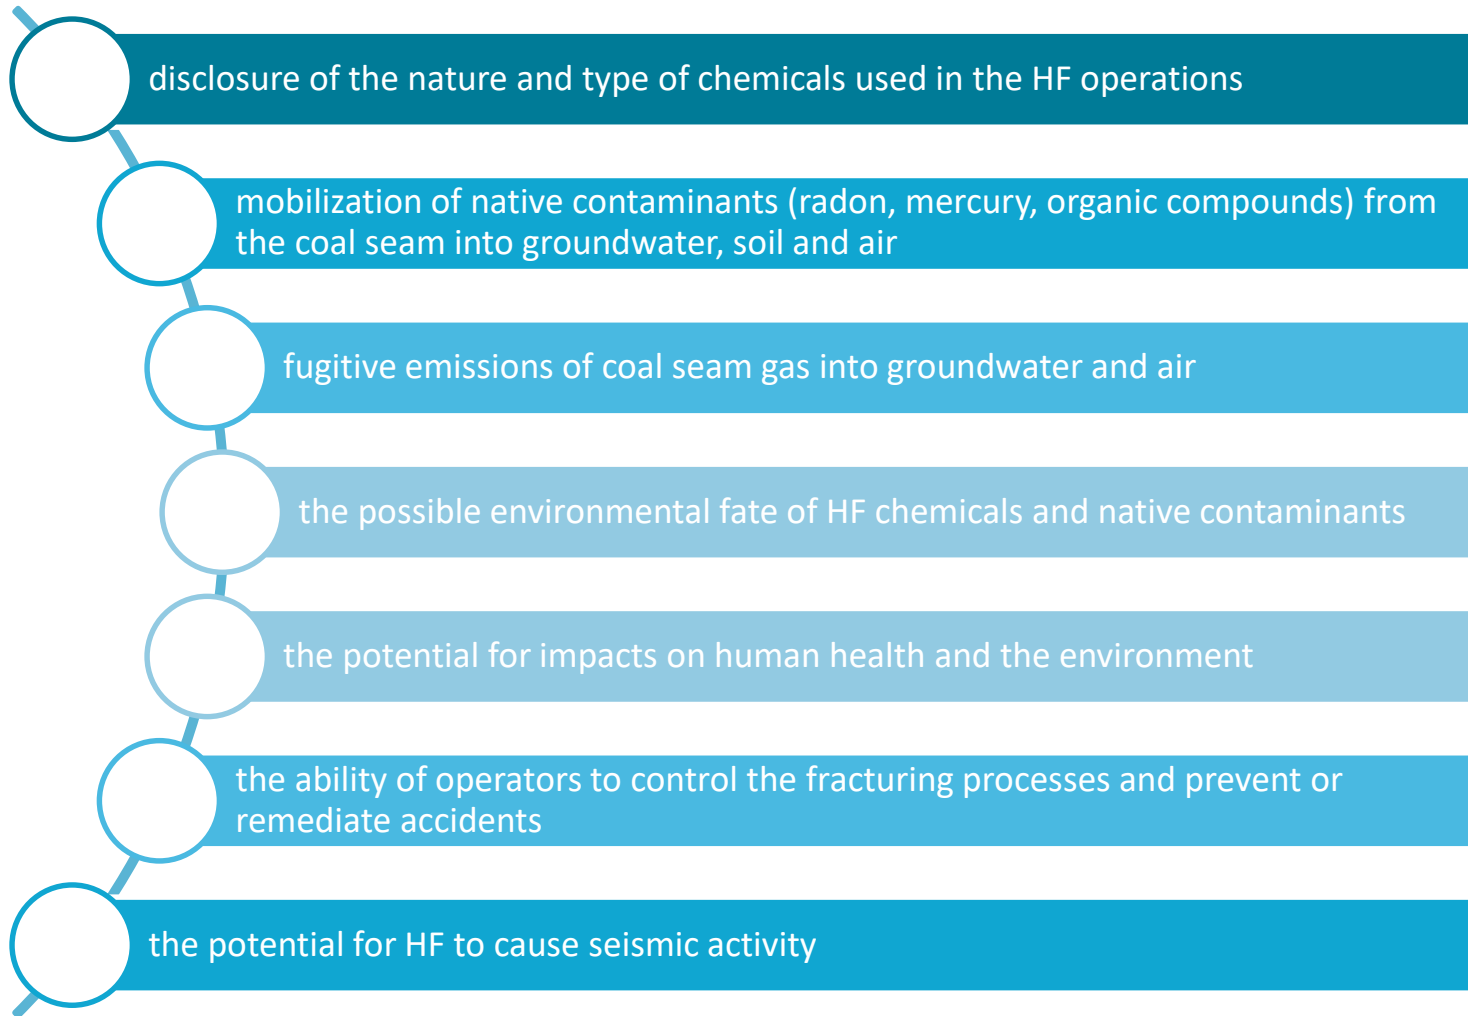 disclosure of the nature and type of chemicals used in the HF operations
mobilization of native contaminants (radon, mercury, organic compounds) from
the coal seam into groundwater, soil and air
fugitive emissions of coal seam gas into groundwater and air
the possible environmental fate of HF chemicals and native contaminants
the potential for impacts on human health and the environment
the ability of operators to control the fracturing processes and prevent or
remediate accidents
the potential for HF to cause seismic activity